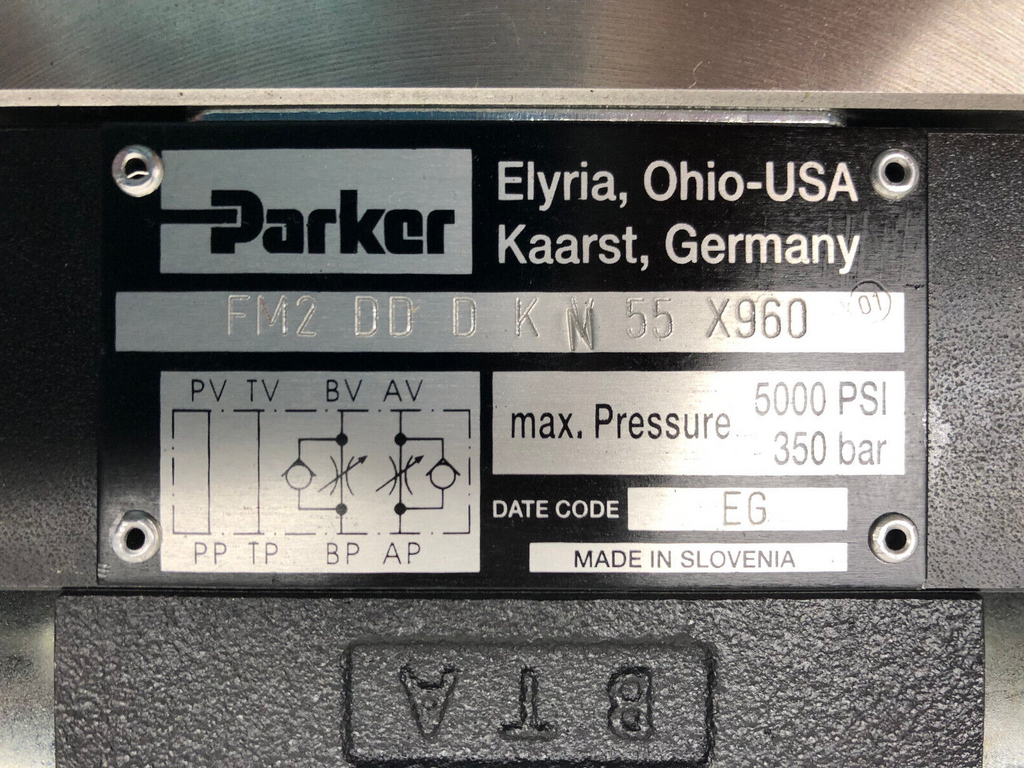 Parker
Elyria, Ohio-USA
Kaarst, Germany
FM2 DD D K N 55 X960 01
PV TV BV AV
PP TP BP AP
max. Pressure 5000 PSI
350 bar
DATE CODE EG
MADE IN SLOVENIA
A T B